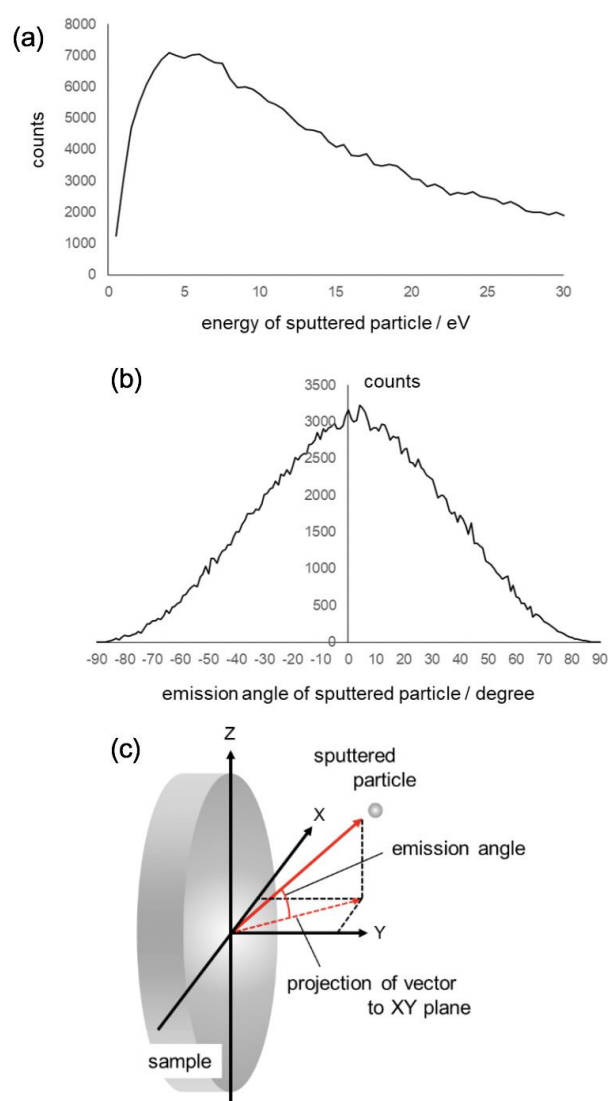 (a)
8000
7000
6000
5000
4000
3000
2000
1000
0
counts
0 5 10 15 20 25 30
energy of sputtered particle / eV
(b)
counts
3500
3000
2500
2000
1500
1000
500
0
-90 -80 -70 -60 -50 -40 -30 -20 -10 0 10 20 30 40 50 60 70 80 90
emission angle of sputtered particle / degree
(c)
Z
sputtered
particle
X
emission angle
Y
projection of vector
to XY plane
sample